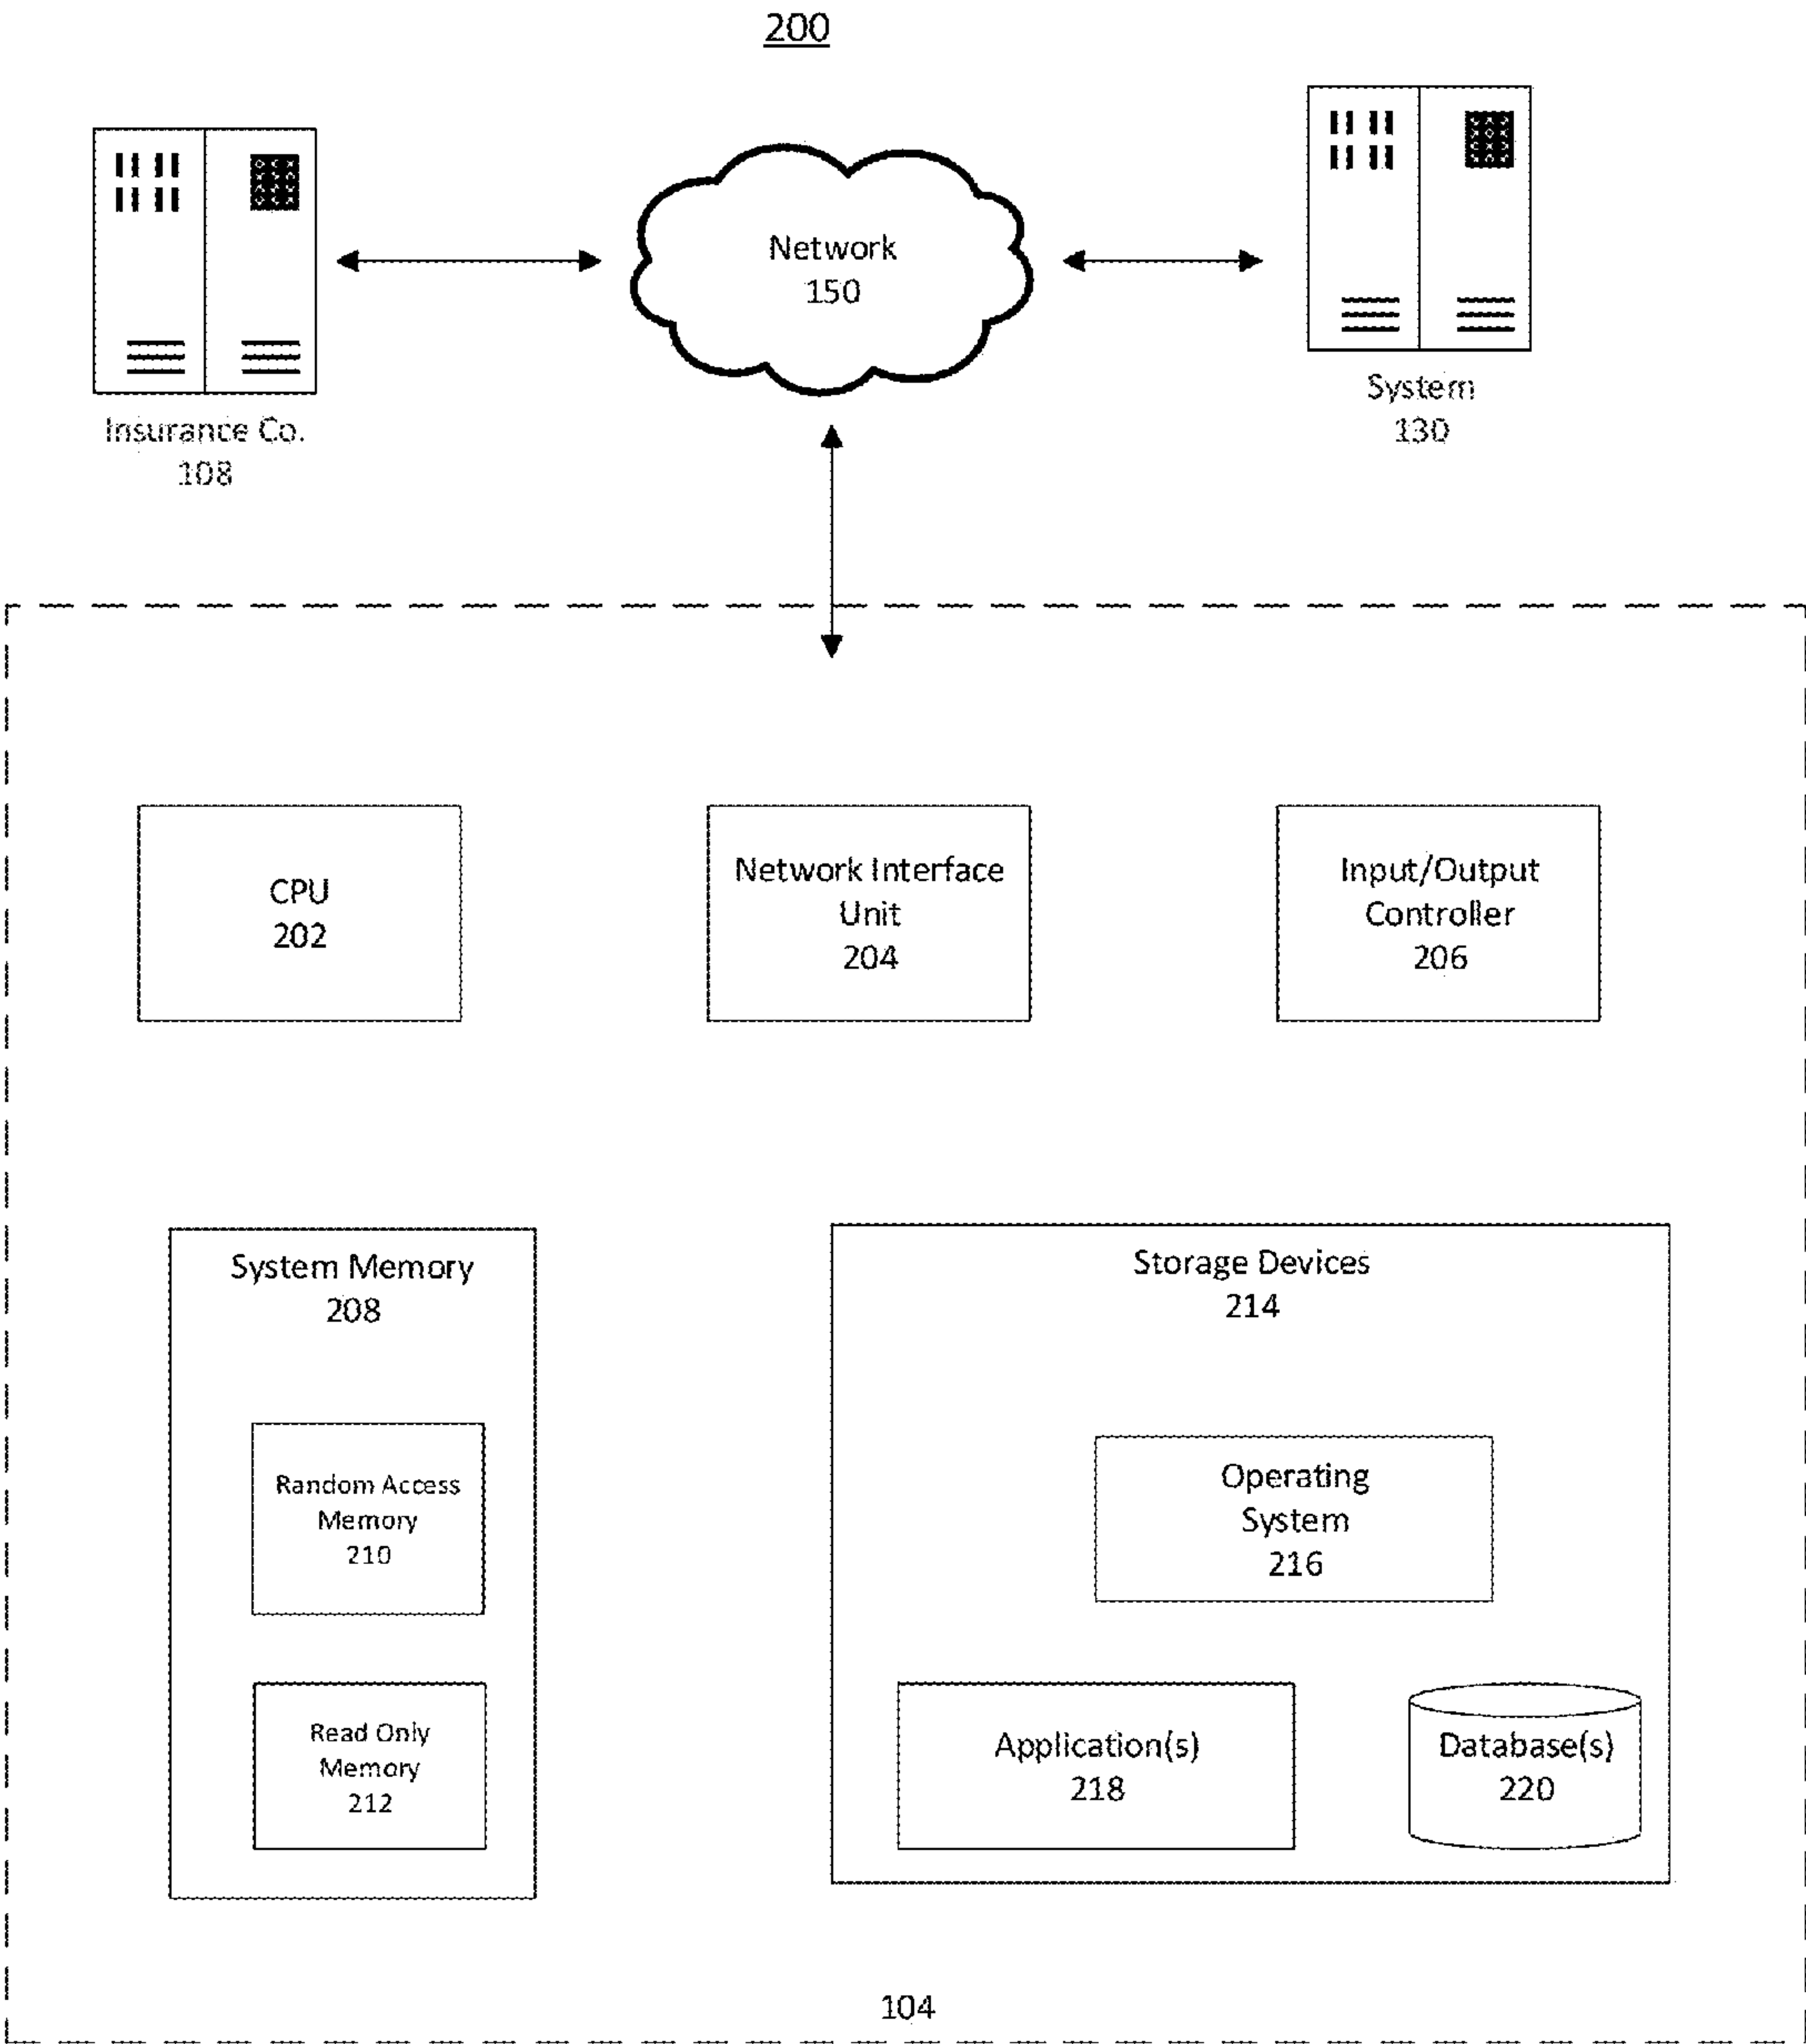 200
Network
150
Insurance Co.
108
System
130
CPU
202
Network Interface
Unit
204
Input/Output
Controller
206
System Memory
208
Random Access
Memory
210
Read Only
Memory
212
Storage Devices
214
Operating
System
216
Application(s)
218
Database(s)
220
104